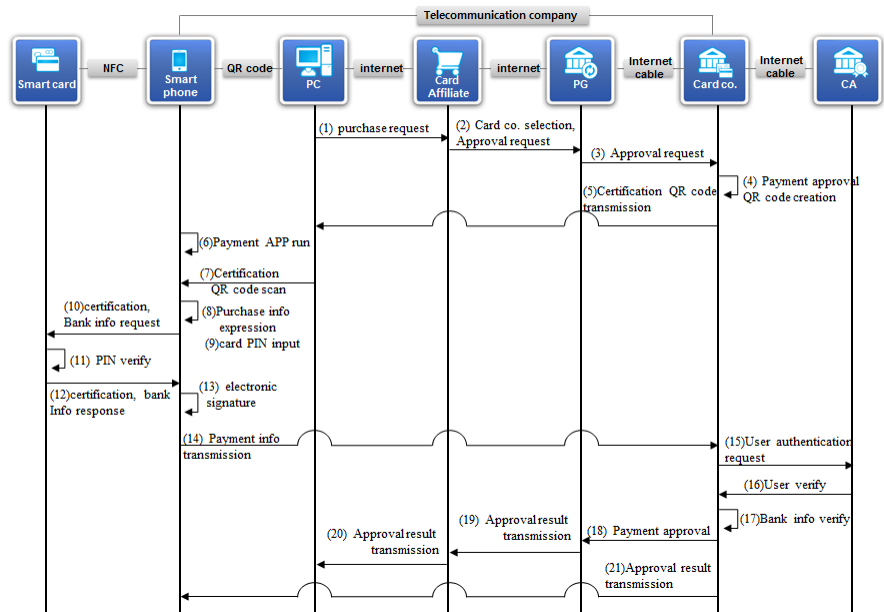 Telecommunication company
Smart card
NFC
Smart
phone
QR code
PC
internet
Card
Affiliate
internet
PG
Internet
cable
Card co.
Internet
cable
CA
(1) purchase request
(2) Card co. selection,
Approval request
(3) Approval request
(4) Payment approval
QR code creation
(5)Certification QR code
transmission
(6)Payment APP run
(7)Certification
QR code scan
(8)Purchase info
expression
(9)card PIN input
(10)certification,
Bank info request
(11) PIN verify
(12)certification, bank
Info response
(13) electronic
signature
(14) Payment info
transmission
(15)User authentication
request
(16)User verify
(17)Bank info verify
(18) Payment approval
(19) Approval result
transmission
(20) Approval result
transmission
(21)Approval result
transmission